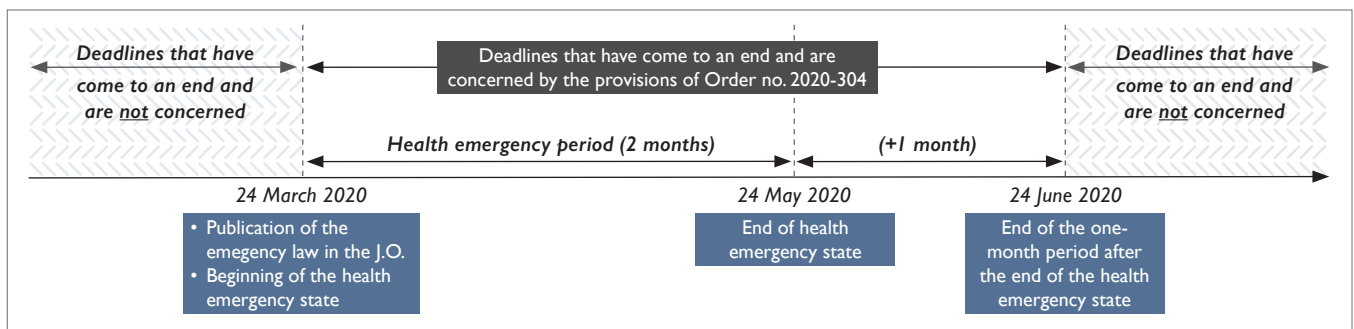 Deadlines that have
come to an end and
are not concerned
Deadlines that have come to an end and are
concerned by the provisions of Order no. 2020-304
Deadlines that have
come to an end and
are not concerned
Health emergency period (2 months)
(+1 month)
24 March 2020
24 May 2020
24 June 2020
• Publication of the
emegency law in the J.O.
• Beginning of the health
emergency state
End of health
emergency state
End of the one-
month period after
the end of the health
emergency state